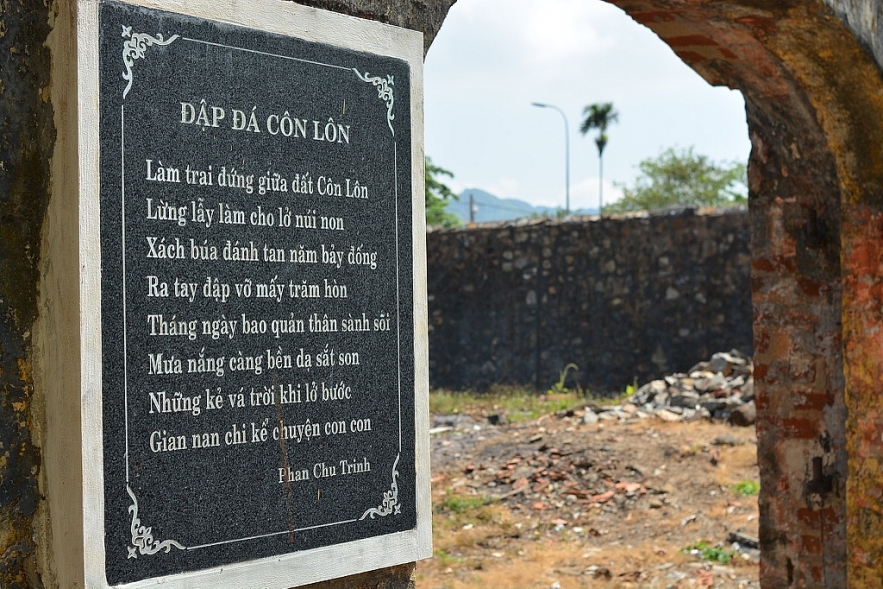 ĐẬP ĐÁ CÔN LÔN
Làm trai đứng giữa đất Côn Lôn
Lừng lẫy làm cho lở núi non
Xách búa đánh tan năm bảy đống
Ra tay đập vỡ mấy trăm hòn
Tháng ngày bao quản thân sành sõi
Mưa nắng càng bền dạ sắt son
Những kẻ vá trời khi lở bước
Gian nan chi kể chuyện con con
Phan Chu Trinh